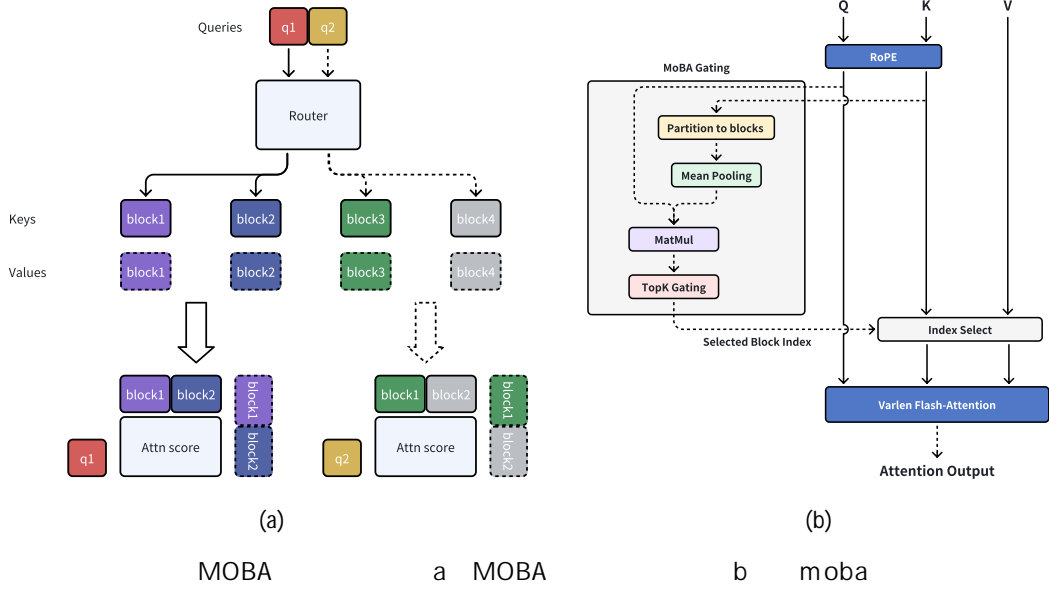 Queries
q1
q2
Router
Keys
block1
block2
block3
block4
Values
block1
block2
block3
block4
block1
block2
block1
block2
Attn score
q1
block1
block2
block1
block2
Attn score
q2
(a)
Q
K
V
RoPE
MoBA Gating
Partition to blocks
Mean Pooling
MatMul
TopK Gating
Selected Block Index
Index Select
Varlen Flash-Attention
Attention Output
(b)
MOBA a MOBA b moba